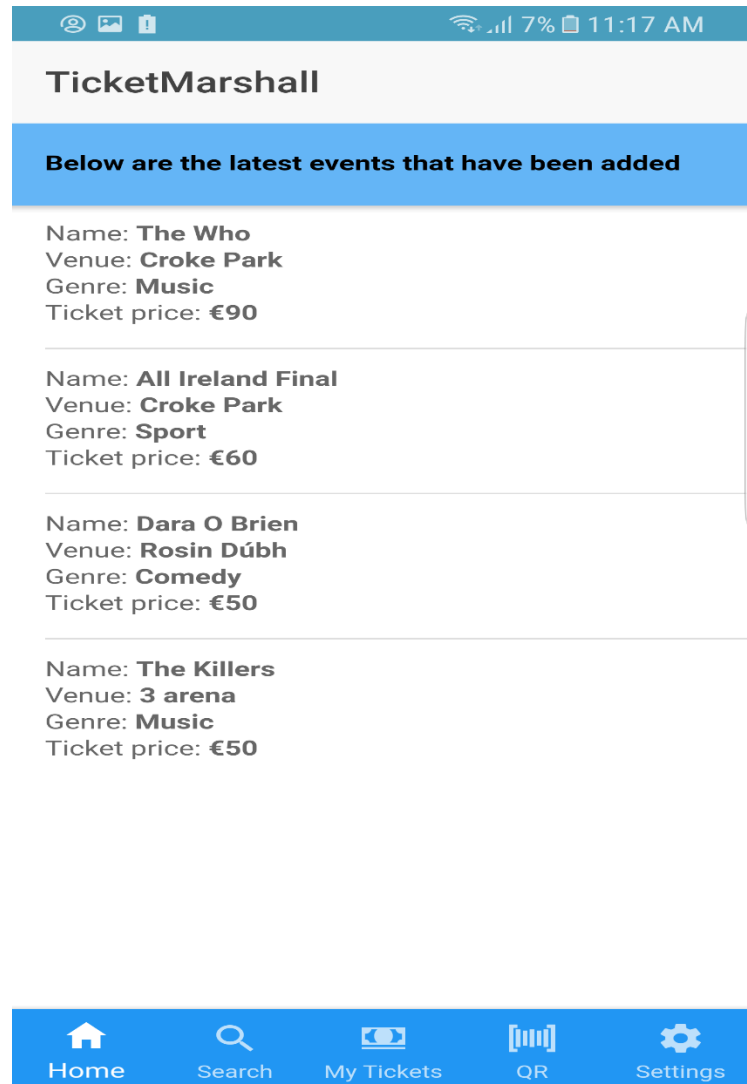 7% 11:17 AM
TicketMarshall
Below are the latest events that have been added
Name: The Who
Venue: Croke Park
Genre: Music
Ticket price: €90
Name: All Ireland Final
Venue: Croke Park
Genre: Sport
Ticket price: €60
Name: Dara O Brien
Venue: Rosin Dúbh
Genre: Comedy
Ticket price: €50
Name: The Killers
Venue: 3 arena
Genre: Music
Ticket price: €50
Home Search My Tickets QR Settings